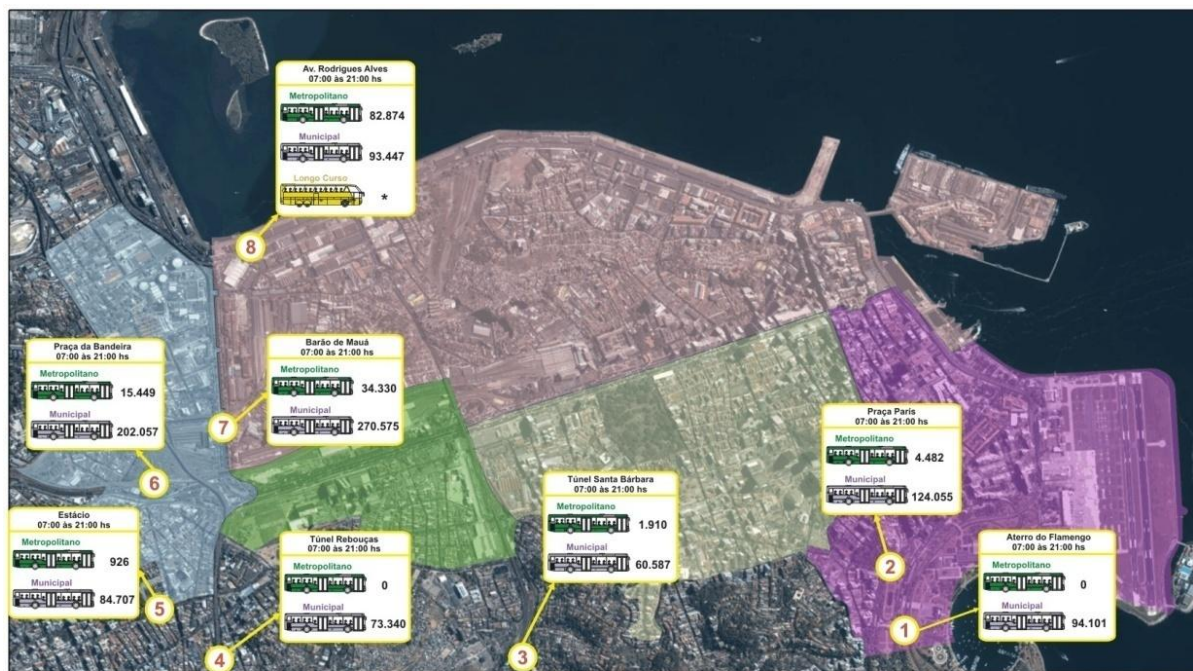 Av. Rodrigues Alves
07:00 às 21:00 hs
Metropolitano
82.874
Municipal
93.447
Longo Curso
*
8
Praça da Bandeira
07:00 às 21:00 hs
Metropolitano
15.449
Municipal
202.057
6
Barão de Mauá
07:00 às 21:00 hs
Metropolitano
34.330
Municipal
270.575
7
Praça Paris
07:00 às 21:00 hs
Metropolitano
4.482
Municipal
124.055
2
Túnel Santa Bárbara
07:00 às 21:00 hs
Metropolitano
1.910
Municipal
60.587
3
Estácio
07:00 às 21:00 hs
Metropolitano
926
Municipal
84.707
5
Túnel Rebouças
07:00 às 21:00 hs
Metropolitano
0
Municipal
73.340
4
Aterro do Flamengo
07:00 às 21:00 hs
Metropolitano
0
Municipal
94.101
1